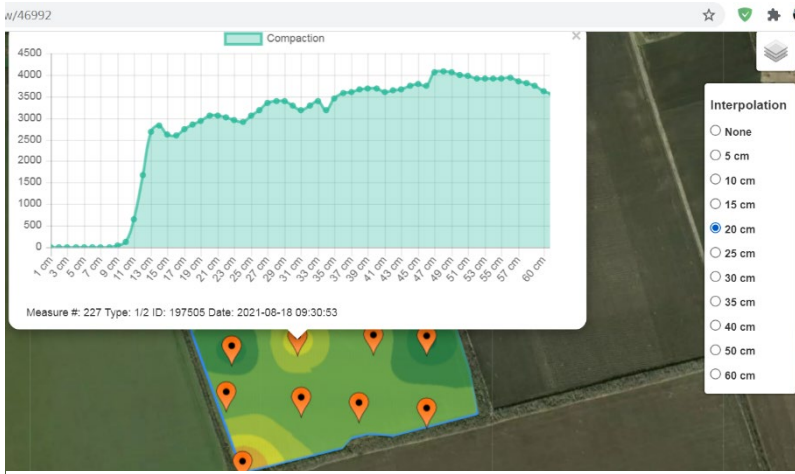 w/46992
Compaction
×
4500
4000
3500
3000
2500
2000
1500
1000
500
0
1 cm 3 cm 5 cm 7 cm 9 cm 11 cm 13 cm 15 cm 17 cm 19 cm 21 cm 23 cm 25 cm 27 cm 29 cm 31 cm 33 cm 35 cm 37 cm 39 cm 41 cm 43 cm 45 cm 47 cm 49 cm 51 cm 53 cm 55 cm 57 cm 60 cm
Measure #: 227 Type: 1/2 ID: 197505 Date: 2021-08-18 09:30:53
Interpolation
None
5 cm
10 cm
15 cm
20 cm
25 cm
30 cm
35 cm
40 cm
50 cm
60 cm